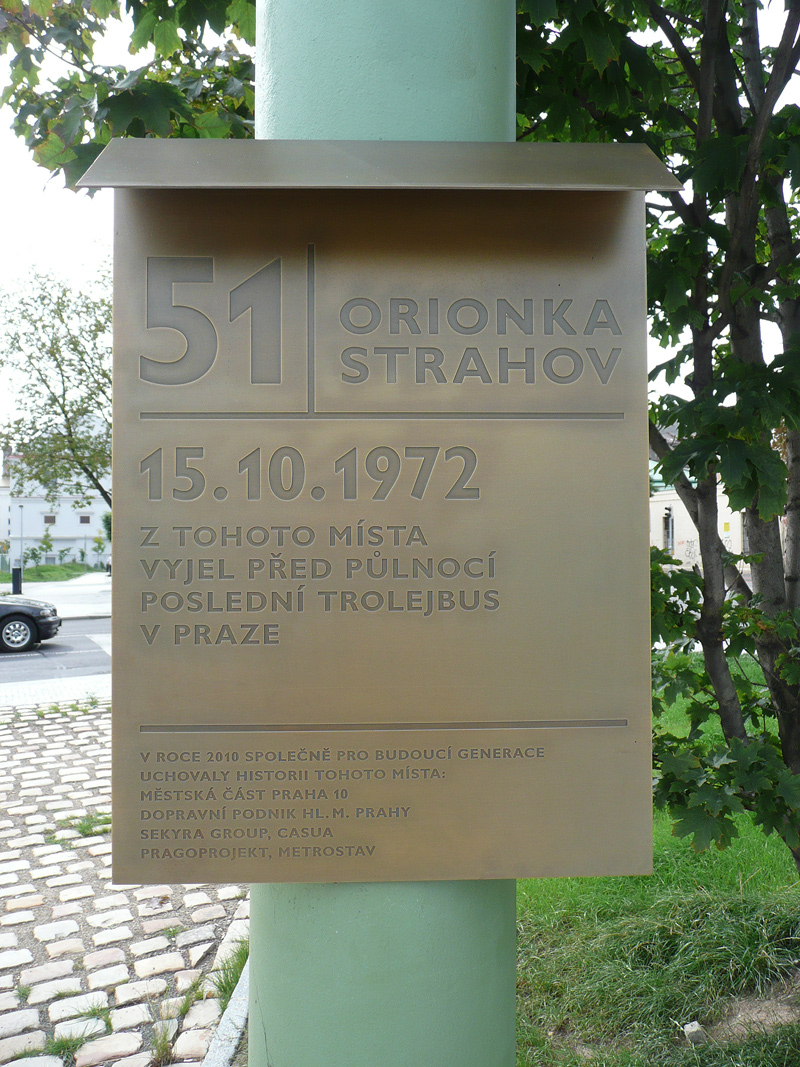 51 ORIONKA
STRAHOV
15.10.1972
Z TOHOTO MÍSTA
VYJEL PŘED PŮLNOCÍ
POSLEDNÍ TROLEJBUS
V PRAZE
V ROCE 2010 SPOLEČNĚ PRO BUDOUCÍ GENERACE
UCHOVALY HISTORII TOHOTO MÍSTA:
MĚSTSKÁ ČÁST PRAHA 10
DOPRAVNÍ PODNIK HL. M. PRAHY
SEKYRA GROUP, CASUA
PRAGOPROJEKT, METROSTAV